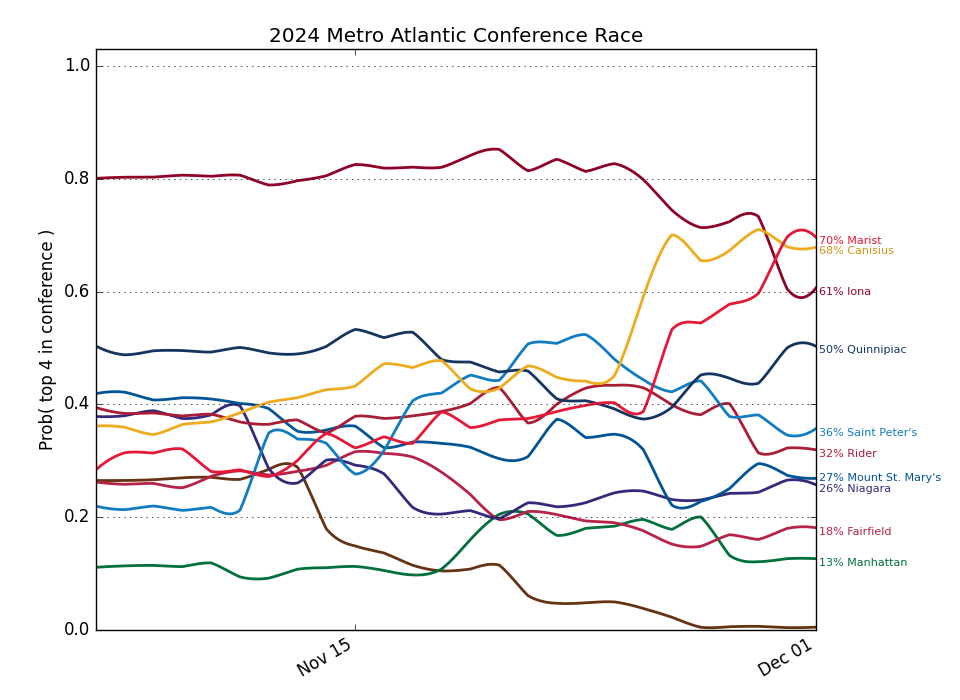 2024 Metro Atlantic Conference Race
1.0
0.8
0.6
0.4
0.2
0.0
Prob( top 4 in conference )
70% Marist
68% Canisius
61% Iona
50% Quinnipiac
36% Saint Peter's
32% Rider
27% Mount St. Mary's
26% Niagara
18% Fairfield
13% Manhattan
Nov 15
Dec 01